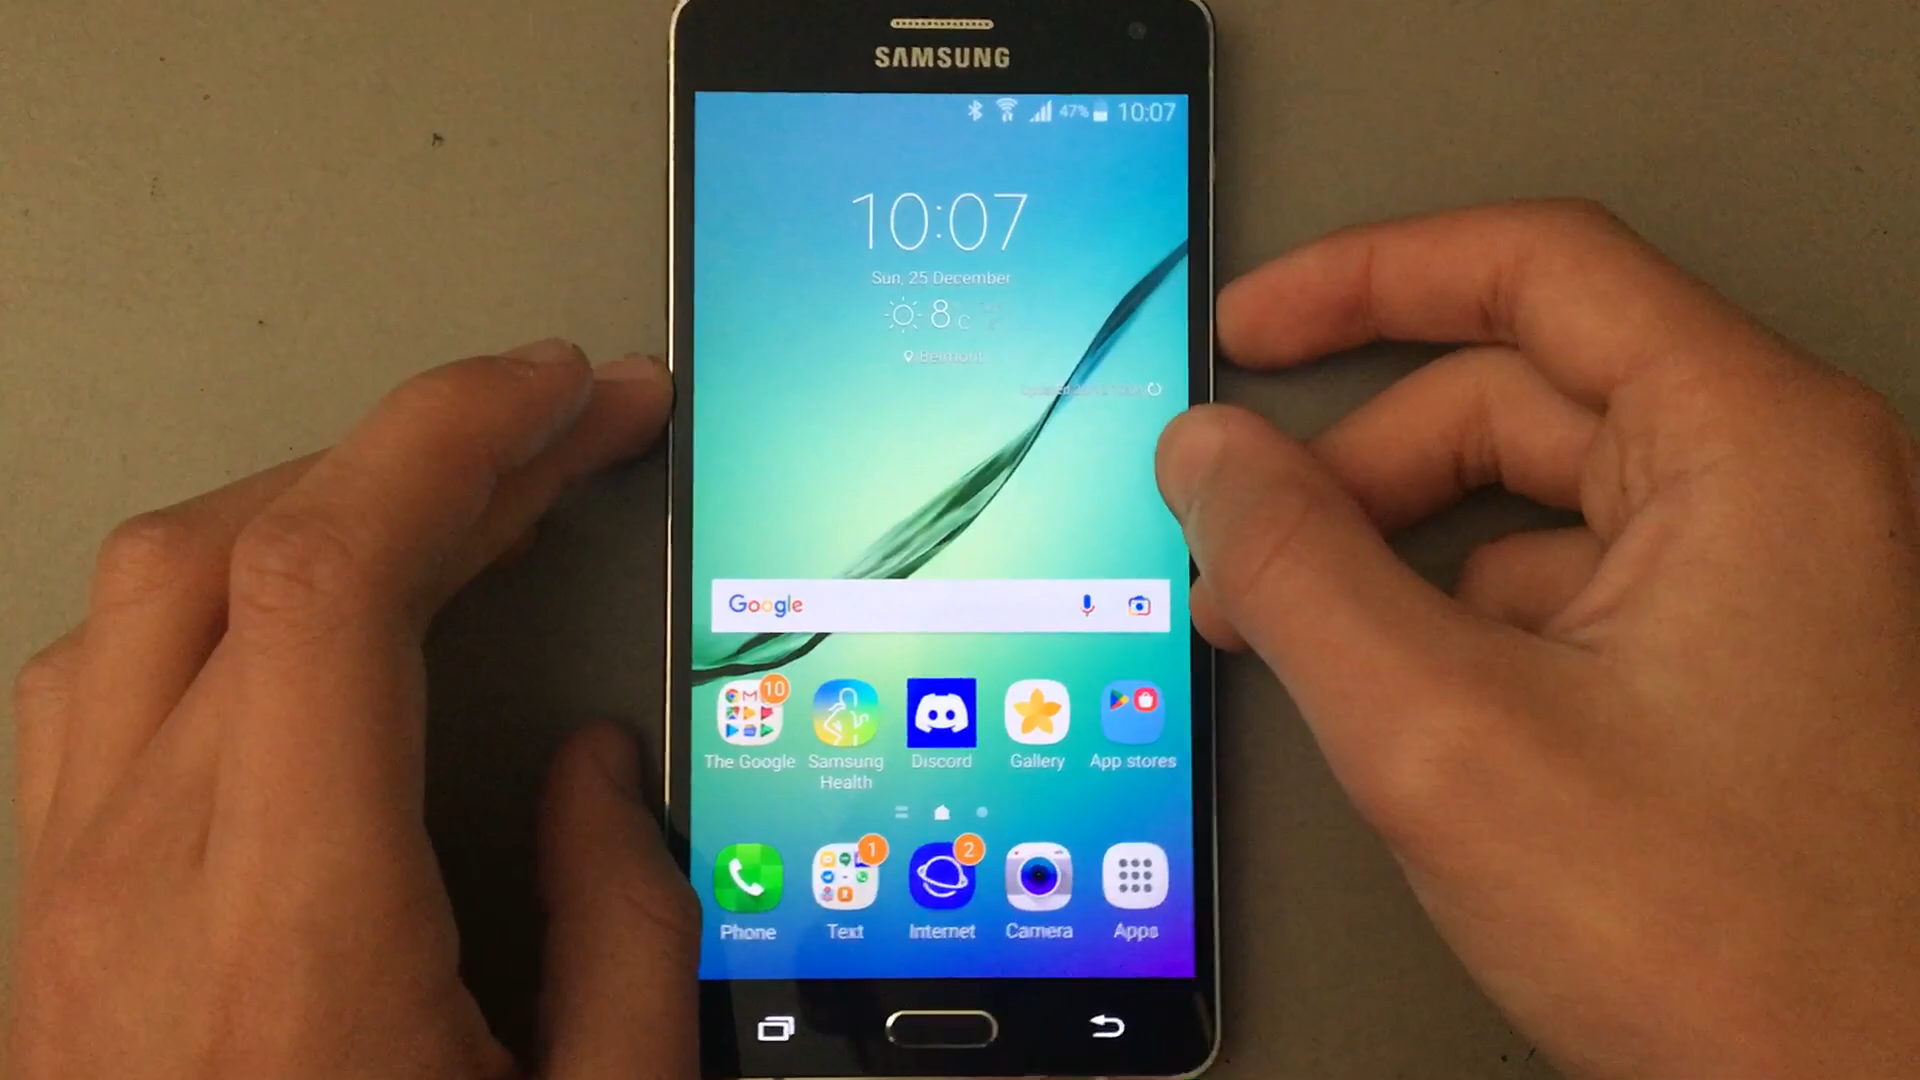 SAMSUNG
47% 10:07
10:07
Sun, 25 December
8 C
Belmont
Google
10
The Google
Samsung Health
Discord
Gallery
App stores
1
2
Phone
Text
Internet
Camera
Apps